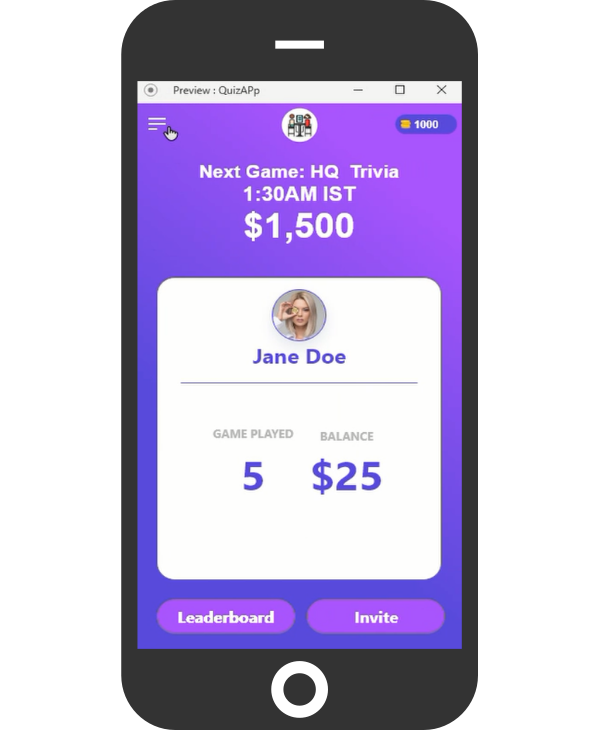 Preview : QuizAPp
1000
Next Game: HQ Trivia
1:30AM IST
$1,500
Jane Doe
GAME PLAYED BALANCE
5 $25
Leaderboard Invite